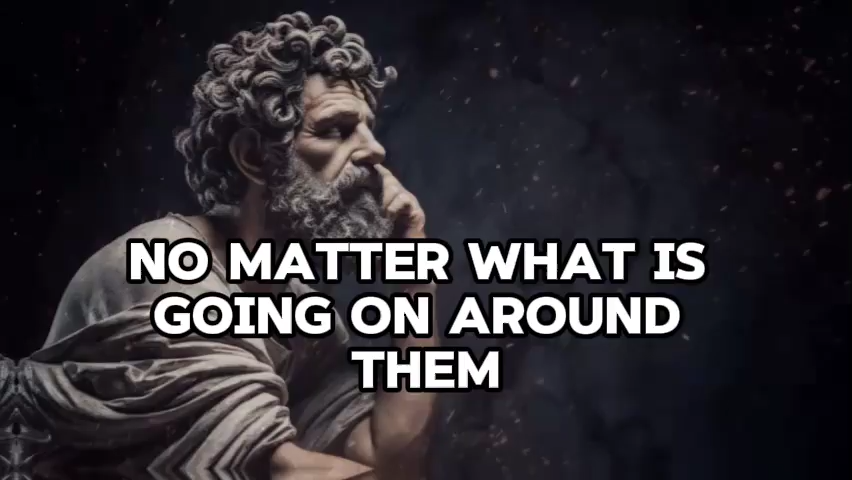 NO MATTER WHAT IS
GOING ON AROUND
THEM